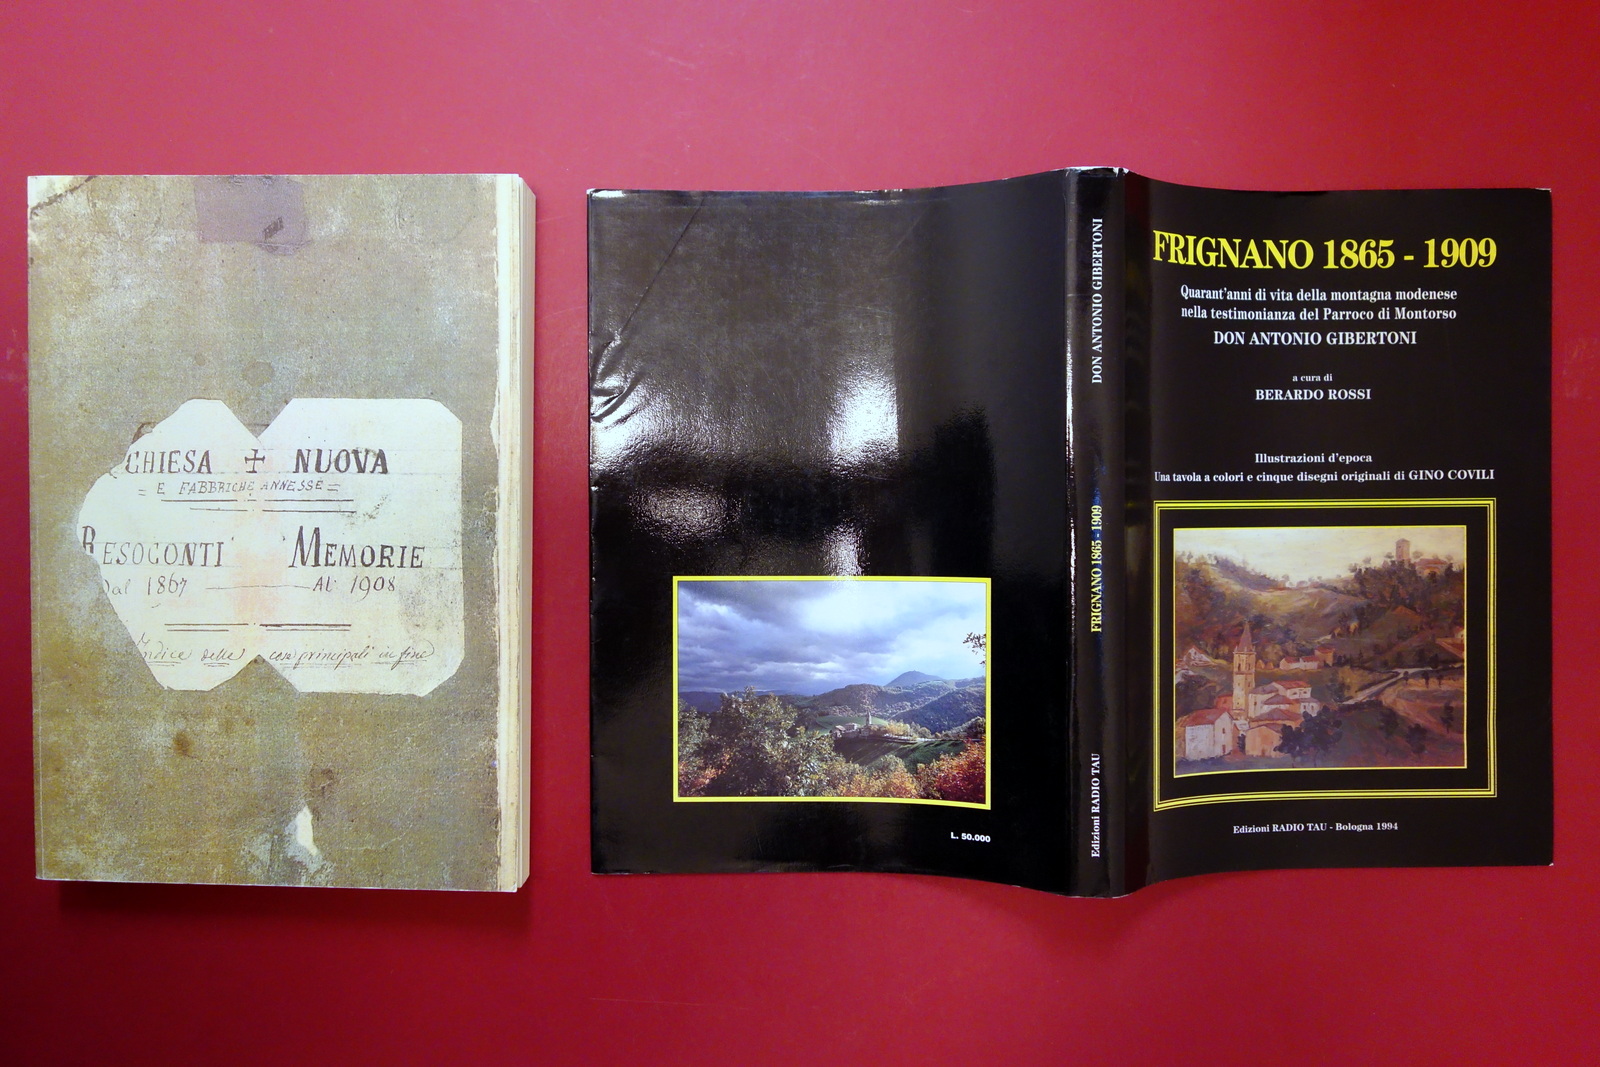 CHIESA + NUOVA
= E FABBRICHE ANNESSE =
RESOCONTI MEMORIE
Dal 1867 Al 1908
Indice delle cose principali in fine
L. 50.000
DON ANTONIO GIBERTONI
FRIGNANO 1865 - 1909
Edizioni RADIO TAU
FRIGNANO 1865 - 1909
Quarant'anni di vita della montagna modenese
nella testimonianza del Parroco di Montorso
DON ANTONIO GIBERTONI
a cura di
BERARDO ROSSI
Illustrazioni d'epoca
Una tavola a colori e cinque disegni originali di GINO COVILI
Edizioni RADIO TAU - Bologna 1994